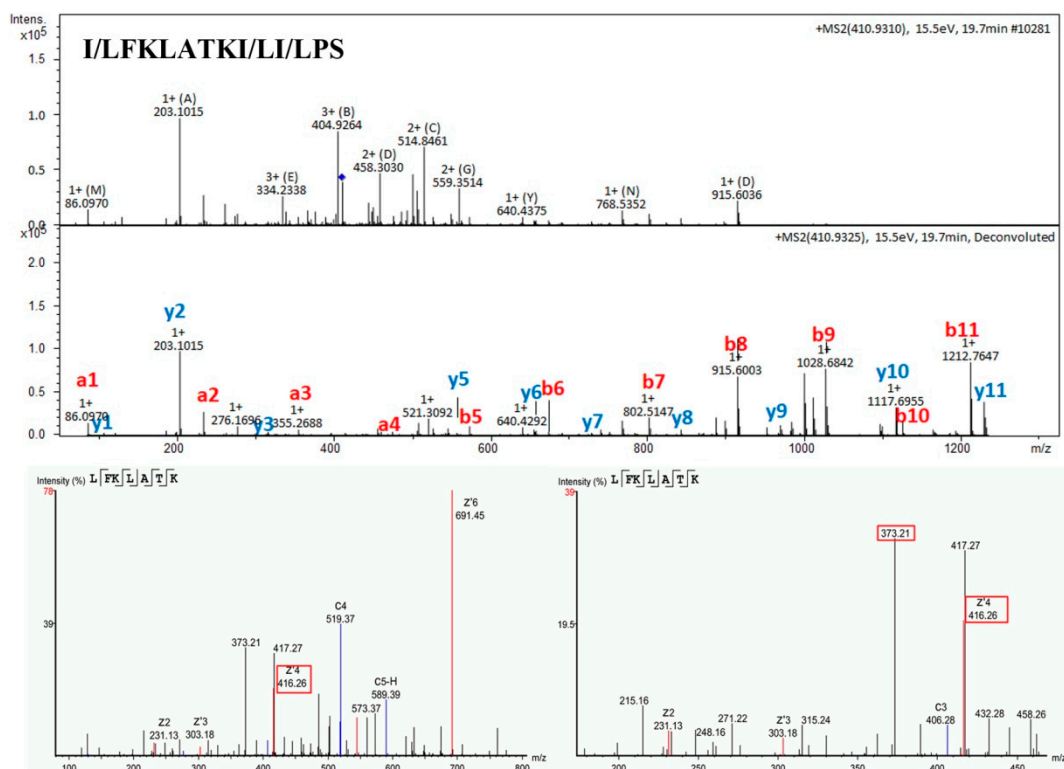 Intens.
x10⁵
I/LFKLATKI/LI/LPS
+MS2(410.9310), 15.5eV, 19.7min #10281
1.5
1.0
0.5
0.0
1+ (M)
86.0970
1+ (A)
203.1015
3+ (E)
334.2338
3+ (B)
404.9264
2+ (D)
458.3030
2+ (C)
514.8461
2+ (G)
559.3514
1+ (Y)
640.4375
1+ (N)
768.5352
1+ (D)
915.6036
x10⁵
+MS2(410.9325), 15.5eV, 19.7min, Deconvoluted
2.0
1.5
1.0
0.5
0.0
a1
1+
86.0970
y1
y2
1+
203.1015
a2
1+
276.1696
y3
a3
1+
355.2688
a4
1+
521.3092
y5
b5
y6
1+
640.4292
b6
y7
b7
1+
802.5147
y8
b8
1+
915.6003
y9
b9
1+
1028.6842
y10
1+
1117.6955
b10
b11
1+
1212.7647
y11
200 400 600 800 1000 1200 m/z
Intensity (%) L F K L A T K
78
39
Z'6
691.45
C4
519.37
373.21
417.27
Z'4
416.26
C5-H
589.39
573.37
Z2
231.13
Z'3
303.18
100 200 300 400 500 600 700 800 m/z
Intensity (%) L F K L A T K
39
19.5
373.21
417.27
Z'4
416.26
215.16
Z2
231.13
248.16
271.22
Z'3
303.18
315.24
C3
406.28
432.28
458.26
200 250 300 350 400 450 m/z